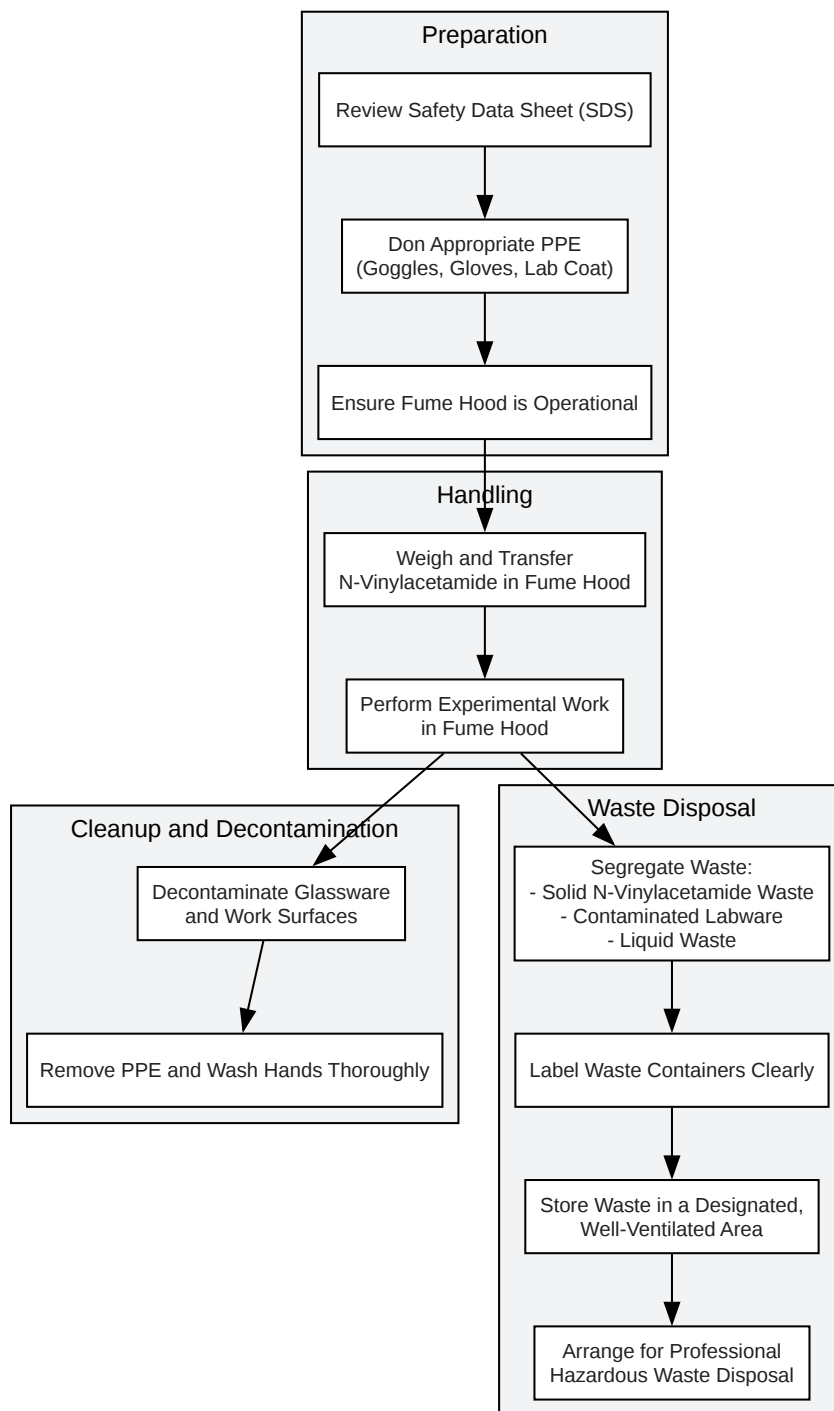 Preparation
Review Safety Data Sheet (SDS)
Don Appropriate PPE
(Goggles, Gloves, Lab Coat)
Ensure Fume Hood is Operational
Handling
Weigh and Transfer
N-Vinylacetamide in Fume Hood
Perform Experimental Work
in Fume Hood
Cleanup and Decontamination
Decontaminate Glassware
and Work Surfaces
Remove PPE and Wash Hands Thoroughly
Waste Disposal
Segregate Waste:
- Solid N-Vinylacetamide Waste
- Contaminated Labware
- Liquid Waste
Label Waste Containers Clearly
Store Waste in a Designated,
Well-Ventilated Area
Arrange for Professional
Hazardous Waste Disposal